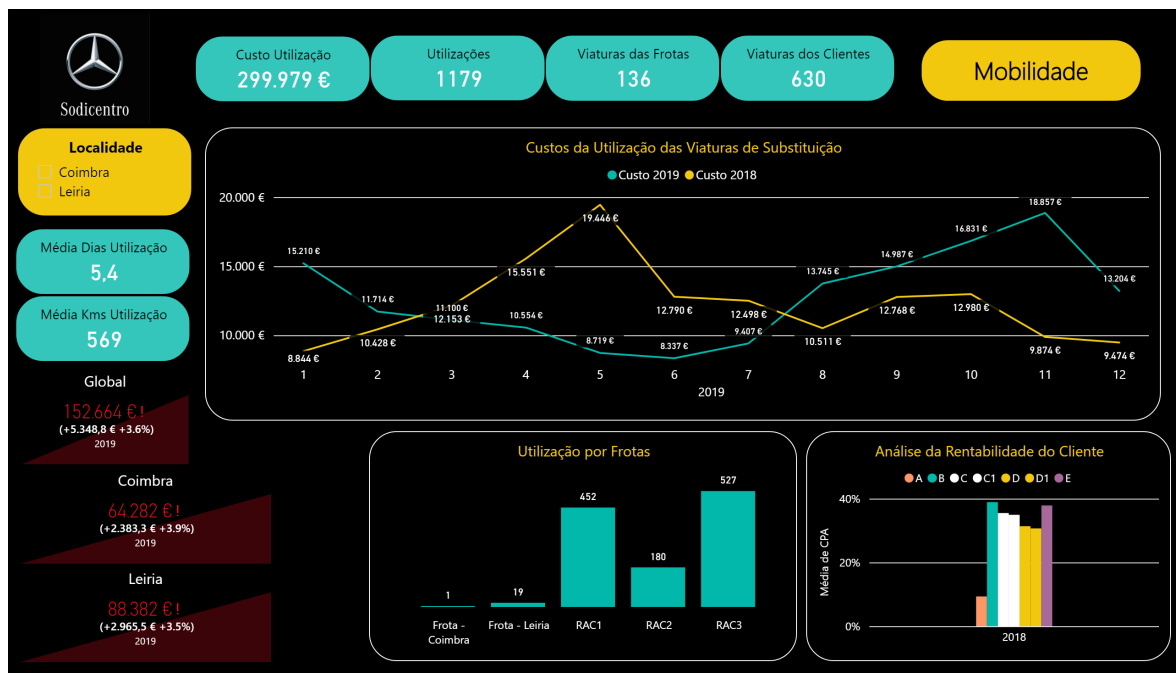 Sodicentro
Custo Utilização
299.979 €
Utilizações
1179
Viaturas das Frotas
136
Viaturas dos Clientes
630
Mobilidade
Localidade
Coimbra
Leiria
Média Dias Utilização
5,4
Média Kms Utilização
569
Global
152.664 € !
(+5.348,8 € +3.6%)
2019
Coimbra
64.282 € !
(+2.383,3 € +3.9%)
2019
Leiria
88.382 € !
(+2.965,5 € +3.5%)
2019
Custos da Utilização das Viaturas de Substituição
Custo 2019 Custo 2018
20.000 €
15.000 €
10.000 €
15.210 €
11.714 €
11.100 €
10.554 €
8.719 €
8.337 €
9.407 €
13.745 €
14.987 €
16.831 €
18.857 €
13.204 €
8.844 €
10.428 €
12.153 €
15.551 €
19.446 €
12.790 €
12.498 €
10.511 €
12.768 €
12.980 €
9.874 €
9.474 €
1 2 3 4 5 6 7 8 9 10 11 12
2019
Utilização por Frotas
1
19
452
180
527
Frota -
Coimbra
Frota - Leiria
RAC1
RAC2
RAC3
Análise da Rentabilidade do Cliente
A B C C1 D D1 E
Média de CPA
40%
20%
0%
2018